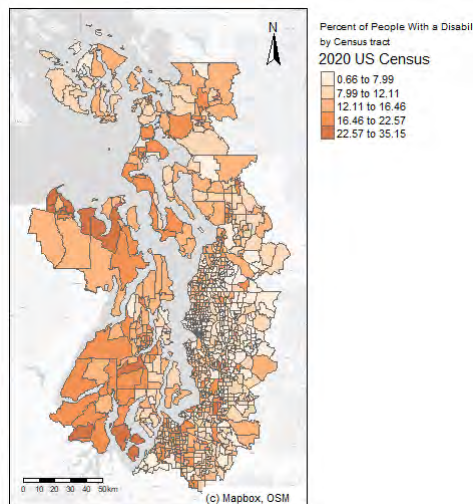 Percent of People With a Disabil
by Census tract
2020 US Census
0.66 to 7.99
7.99 to 12.11
12.11 to 16.46
16.46 to 22.57
22.57 to 35.15
N
0 10 20 30 40 50km
(c) Mapbox, OSM